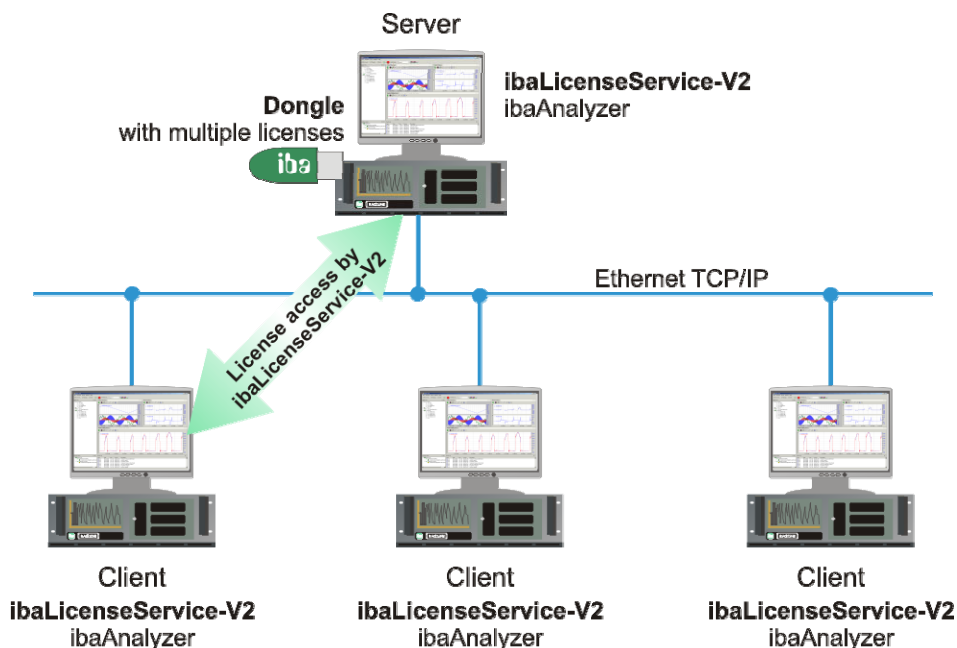 Server
ibaLicenseService-V2
ibaAnalyzer
Dongle
with multiple licenses
iba
Ethernet TCP/IP
License access by
ibaLicenseService-V2
Client
ibaLicenseService-V2
ibaAnalyzer
Client
ibaLicenseService-V2
ibaAnalyzer
Client
ibaLicenseService-V2
ibaAnalyzer